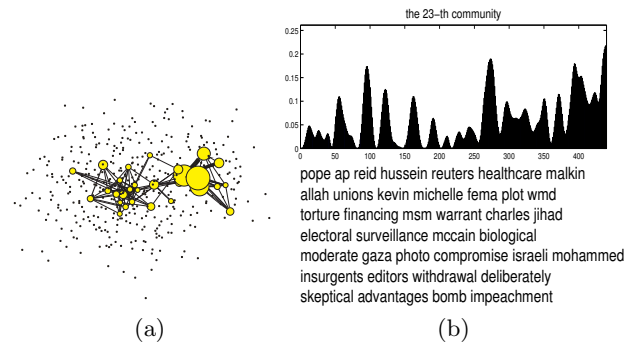 the 23-th community
0.25
0.2
0.15
0.1
0.05
0
0 50 100 150 200 250 300 350 400
pope ap reid hussein reuters healthcare malkin
allah unions kevin michelle fema plot wmd
torture financing msm warrant charles jihad
electoral surveillance mccain biological
moderate gaza photo compromise israeli mohammed
insurgents editors withdrawal deliberately
skeptical advantages bomb impeachment
(a) (b)